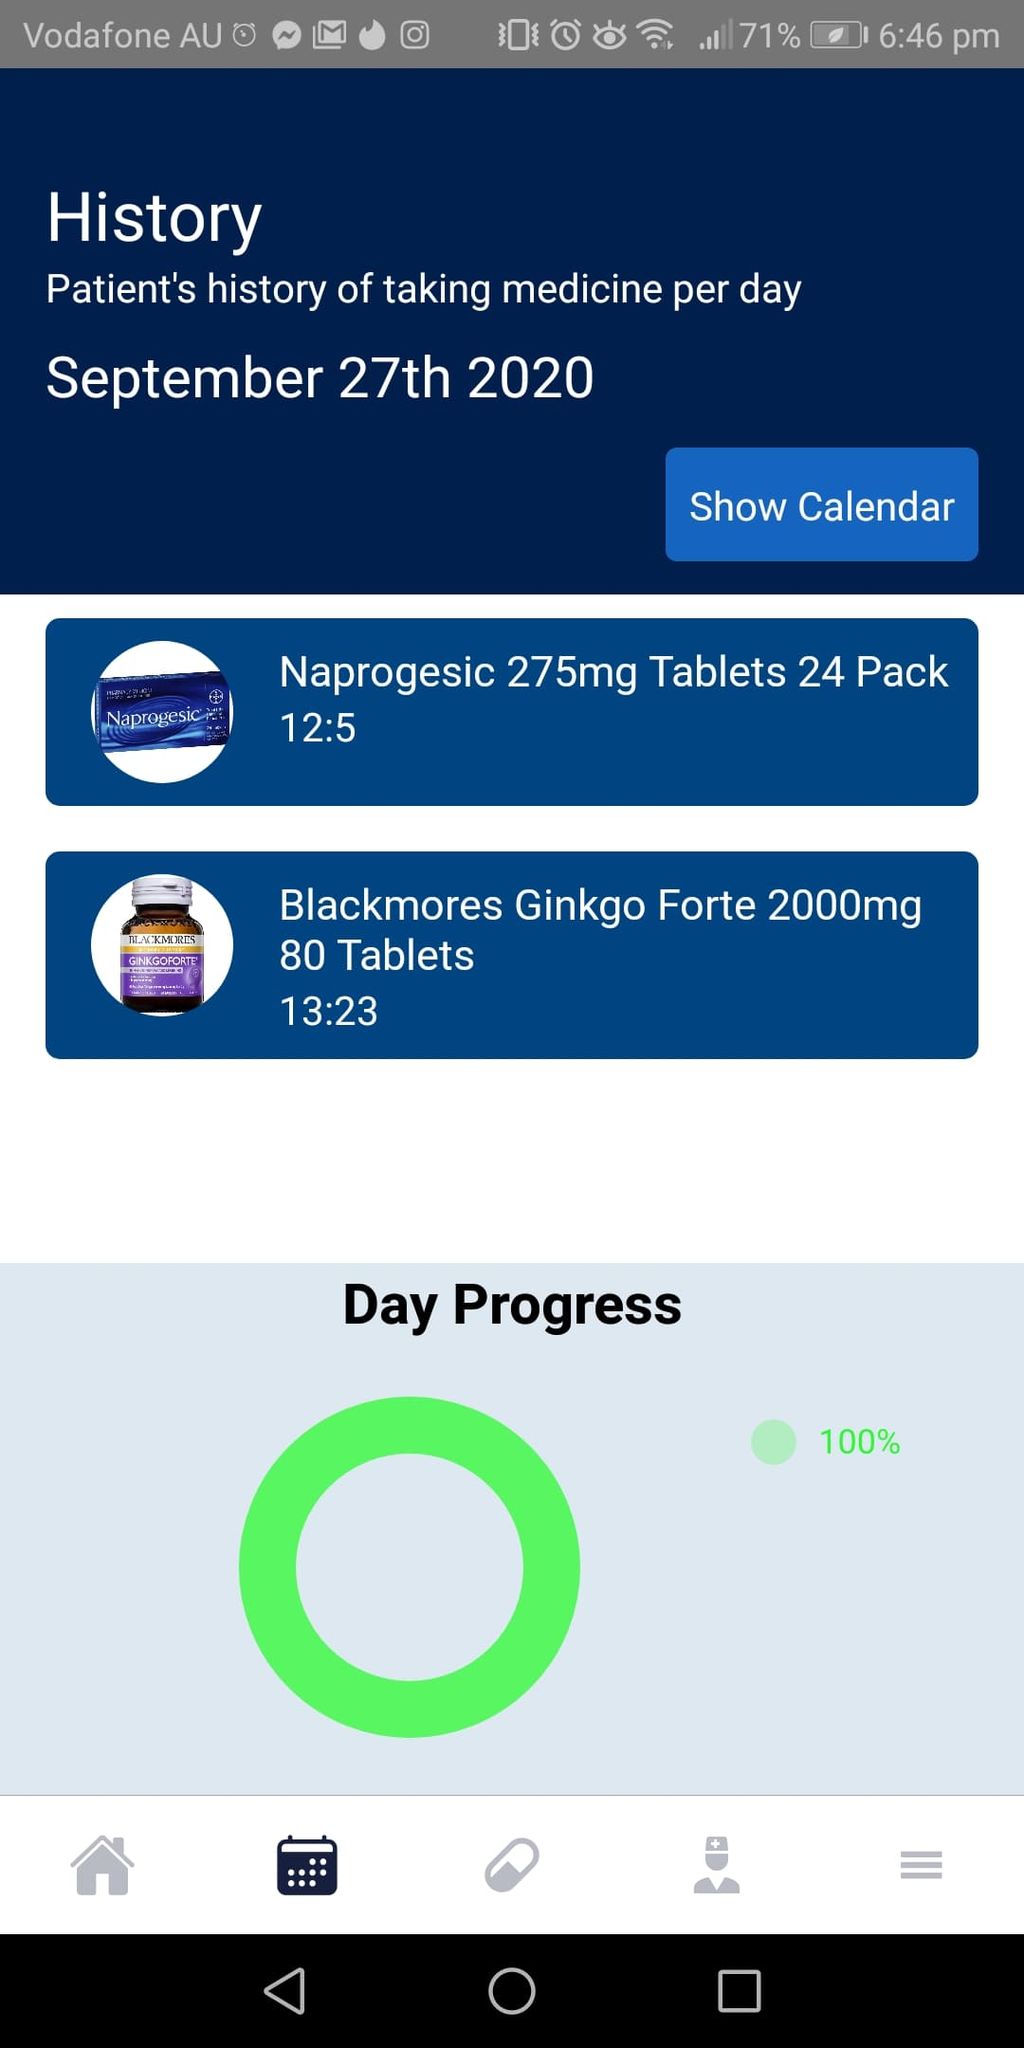 Vodafone AU 71% 6:46 pm
History
Patient's history of taking medicine per day
September 27th 2020
Show Calendar
Naprogesic 275mg Tablets 24 Pack
12:5
Naprogesic
Blackmores Ginkgo Forte 2000mg
80 Tablets
13:23
BLACKMORES
GINKGOFORTE
Day Progress
100%